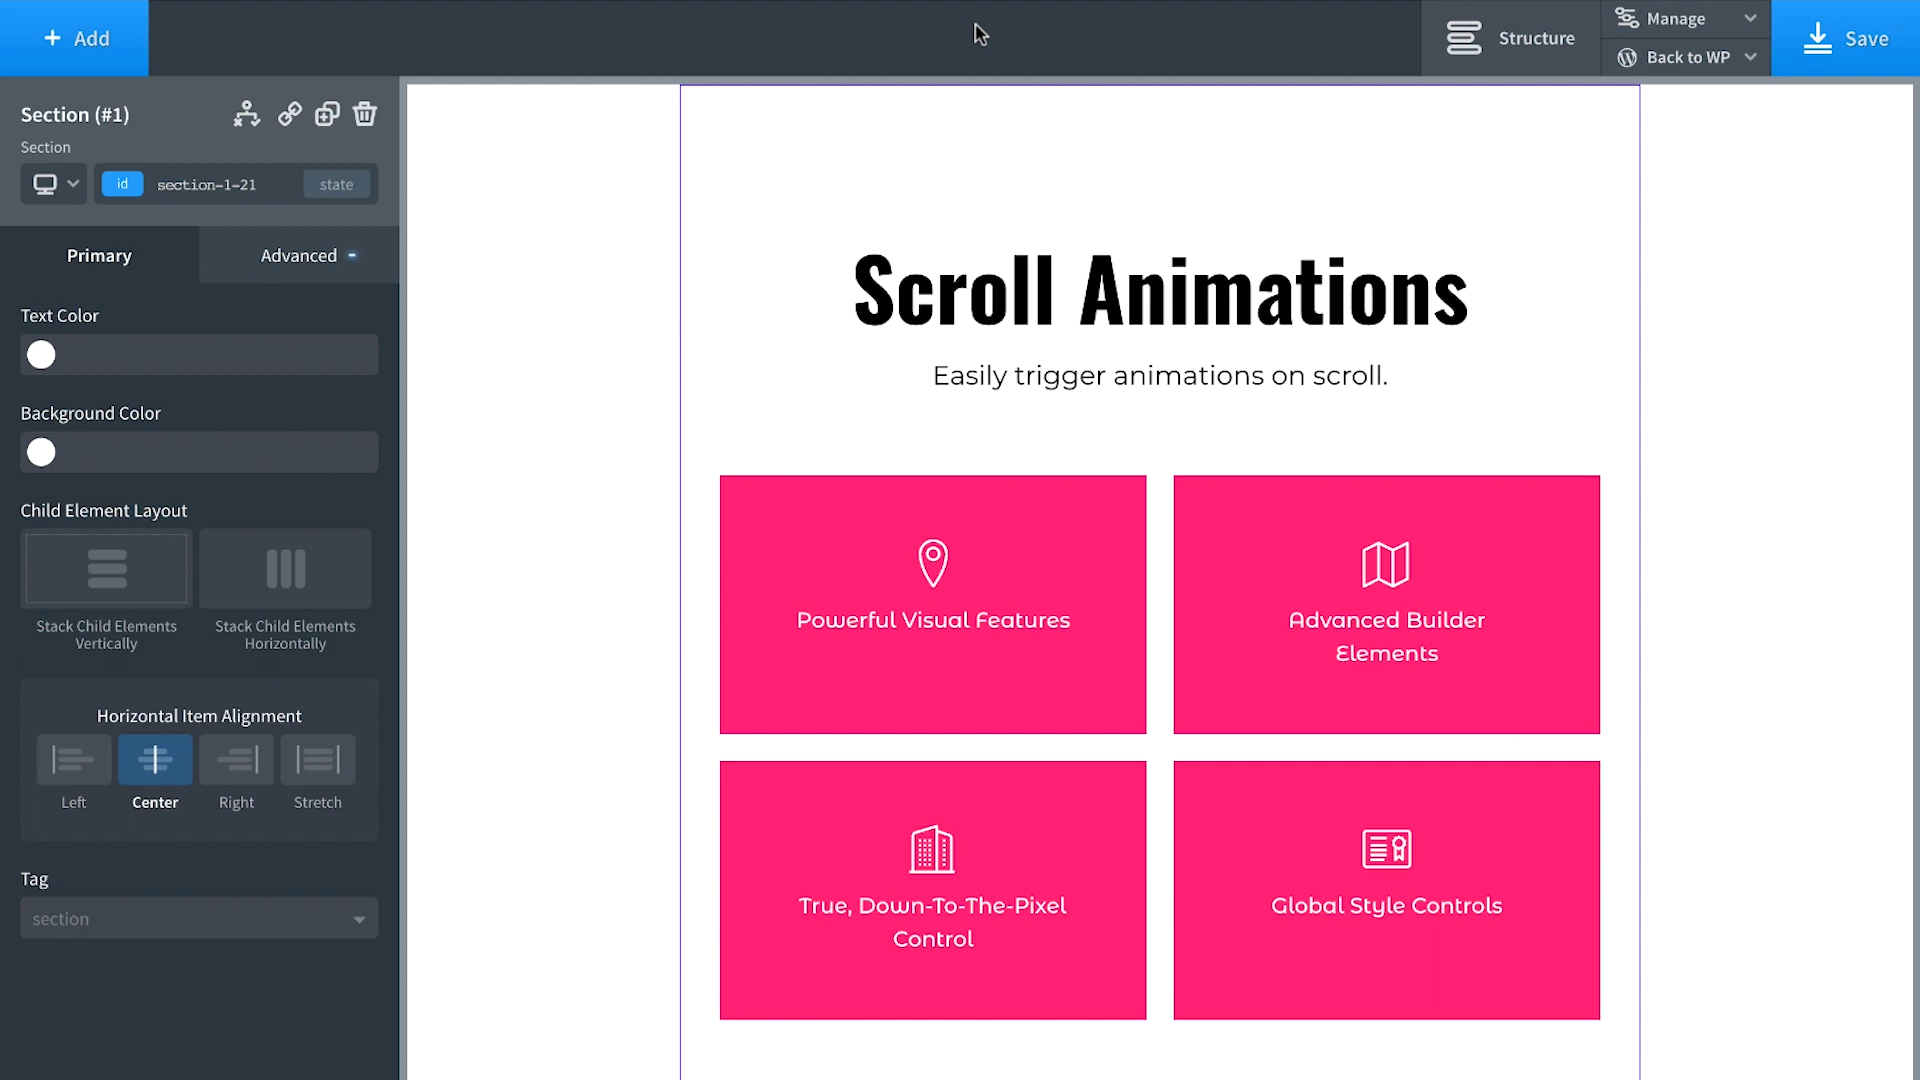 + Add
Structure
Manage
Back to WP
Save
Section (#1)
Section
id section-1-21 state
Primary
Advanced
Text Color
Background Color
Child Element Layout
Stack Child Elements Vertically
Stack Child Elements Horizontally
Horizontal Item Alignment
Left
Center
Right
Stretch
Tag
section
Scroll Animations
Easily trigger animations on scroll.
Powerful Visual Features
Advanced Builder
Elements
True, Down-To-The-Pixel
Control
Global Style Controls